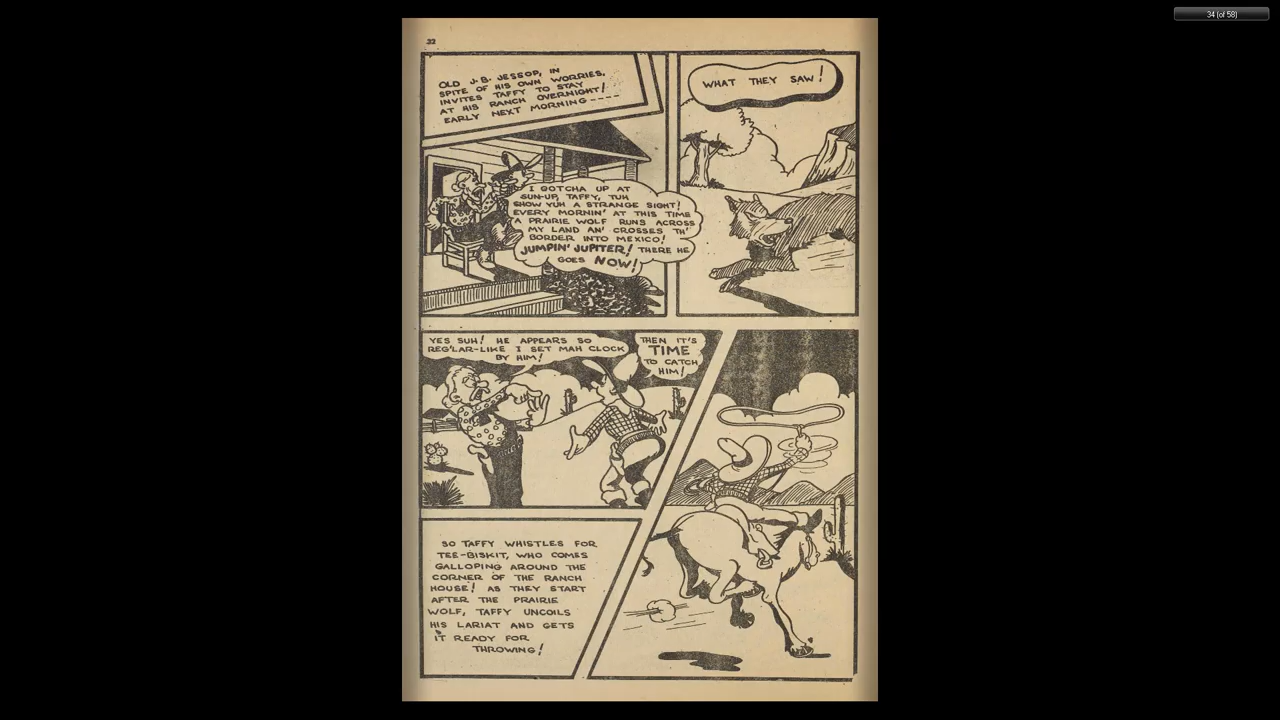 34 (of 58)
32
OLD J.B. JESSOP, IN
SPITE OF HIS OWN WORRIES,
INVITES TAFFY TO STAY
AT HIS RANCH OVERNIGHT!
EARLY NEXT MORNING-----
I GOTCHA UP AT
SUN-UP, TAFFY, TUH
SHOW YUH A STRANGE SIGHT!
EVERY MORNIN' AT THIS TIME
A PRAIRIE WOLF RUNS ACROSS
MY LAND AN' CROSSES TH'
BORDER INTO MEXICO!
JUMPIN' JUPITER! THERE HE
GOES NOW!
WHAT THEY SAW!
YES SUH! HE APPEARS SO
REG'LAR-LIKE I SET MAH CLOCK
BY HIM!
THEN IT'S
TIME
TO CATCH
HIM!
SO TAFFY WHISTLES FOR
TEE-BISKIT, WHO COMES
GALLOPING AROUND THE
CORNER OF THE RANCH
HOUSE! AS THEY START
AFTER THE PRAIRIE
WOLF, TAFFY UNCOILS
HIS LARIAT AND GETS
IT READY FOR
THROWING!